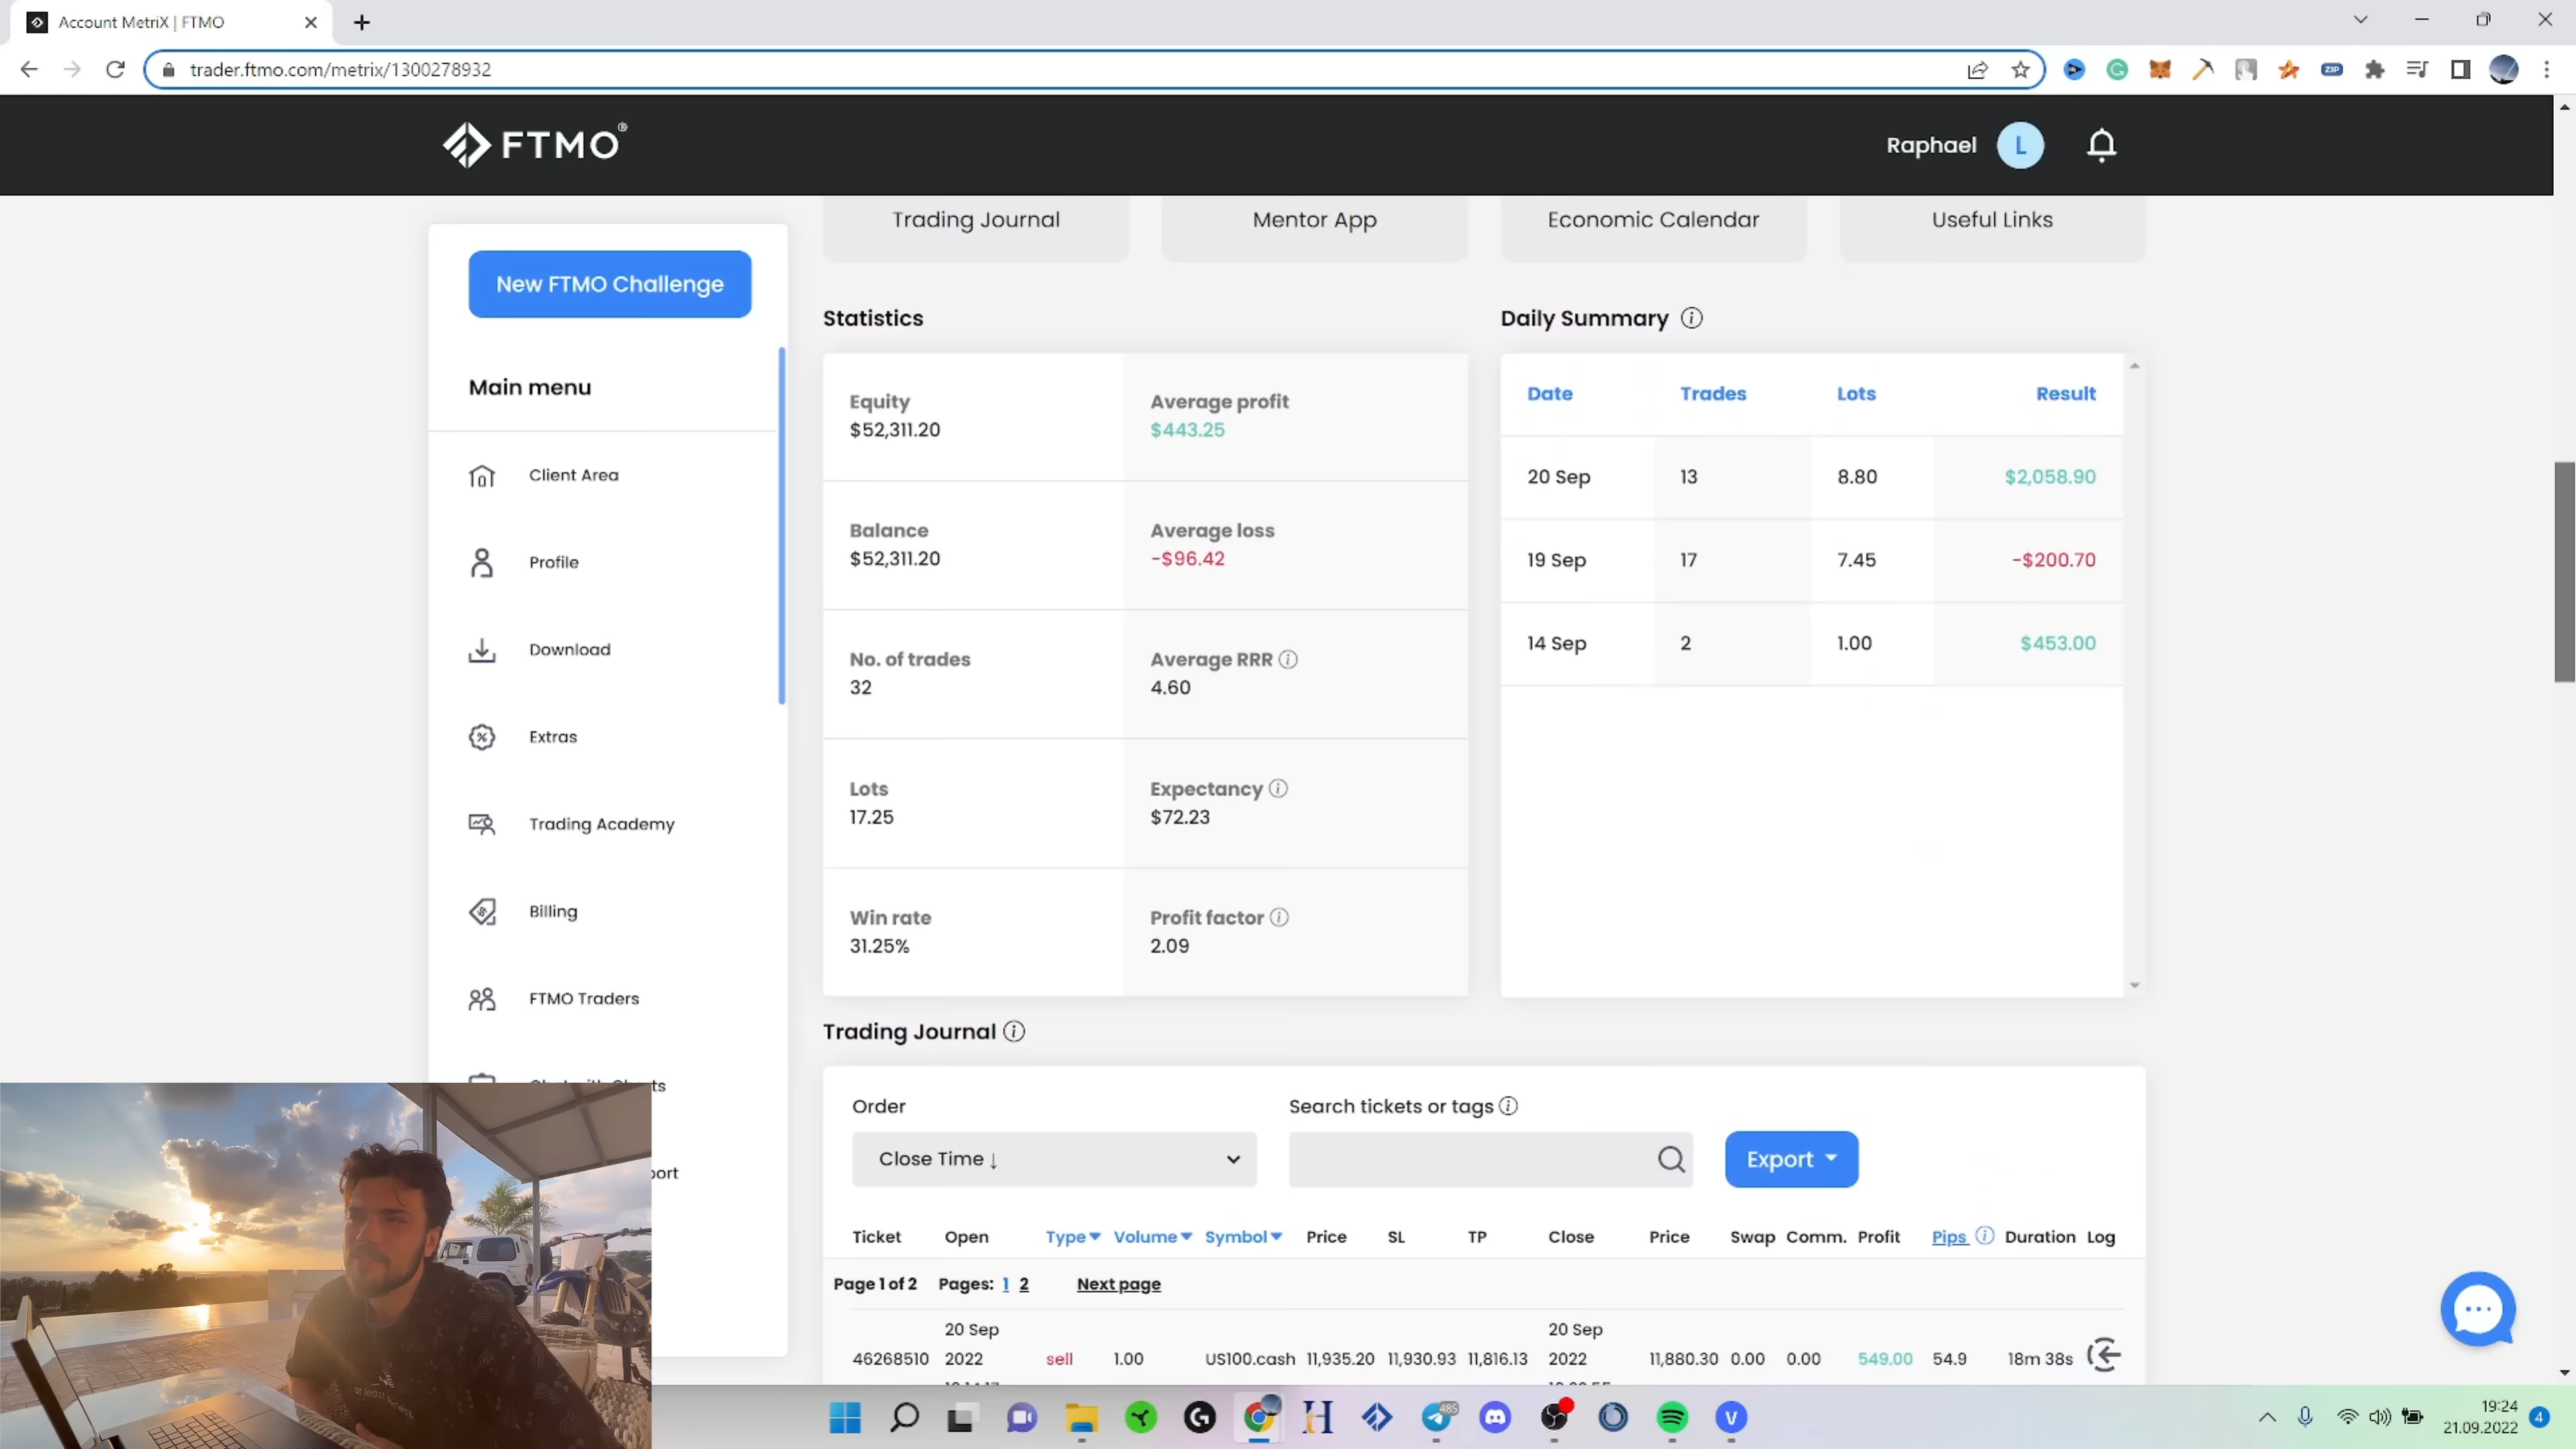 Account MetriX | FTMO
trader.ftmo.com/metrix/1300278932
ZIP
FTMO®
Raphael
L
Trading Journal
Mentor App
Economic Calendar
Useful Links
New FTMO Challenge
Main menu
Client Area
Profile
Download
Extras
Trading Academy
Billing
FTMO Traders
Statistics
Equity
$52,311.20
Average profit
$443.25
Balance
$52,311.20
Average loss
-$96.42
No. of trades
32
Average RRR
4.60
Lots
17.25
Expectancy
$72.23
Win rate
31.25%
Profit factor
2.09
Daily Summary
Date Trades Lots Result
20 Sep 13 8.80 $2,058.90
19 Sep 17 7.45 -$200.70
14 Sep 2 1.00 $453.00
Trading Journal
Order
Close Time ↓
Search tickets or tags
Export
Ticket Open Type Volume Symbol Price SL TP Close Price Swap Comm. Profit Pips Duration Log
Page 1 of 2 Pages: 1 2 Next page
20 Sep 20 Sep
46268510 2022 sell 1.00 US100.cash 11,935.20 11,930.93 11,816.13 2022 11,880.30 0.00 0.00 549.00 54.9 18m 38s
at least
485
19:24
21.09.2022
4